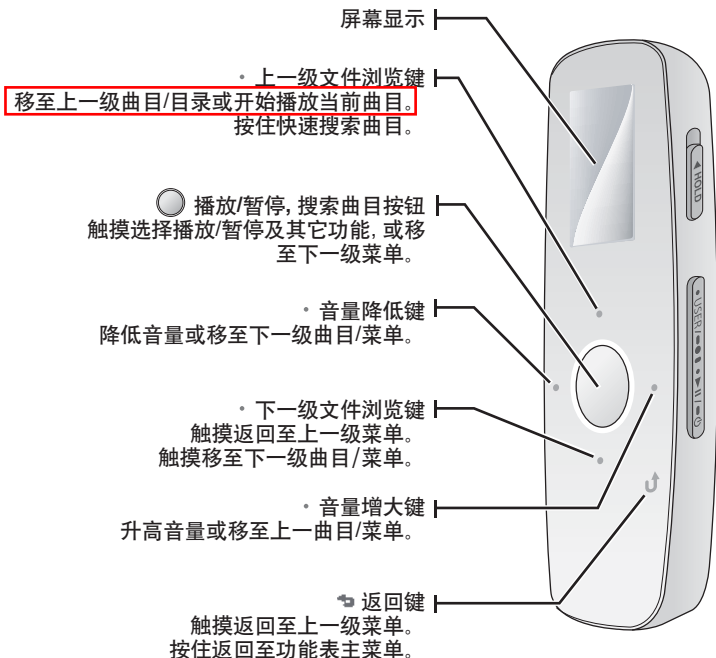 屏幕显示
· 上一级文件浏览键
移至上一级曲目/目录或开始播放当前曲目。
按住快速搜索曲目。
播放/暂停, 搜索曲目按钮
触摸选择播放/暂停及其它功能, 或移
至下一级菜单。
· 音量降低键
降低音量或移至下一级曲目/菜单。
· 下一级文件浏览键
触摸返回至上一级菜单。
触摸移至下一级曲目/菜单。
· 音量增大键
升高音量或移至上一曲目/菜单。
返回键
触摸返回至上一级菜单。
按住返回至功能表主菜单。
◀ HOLD
• USER/●▮ • ▶II/●⏻